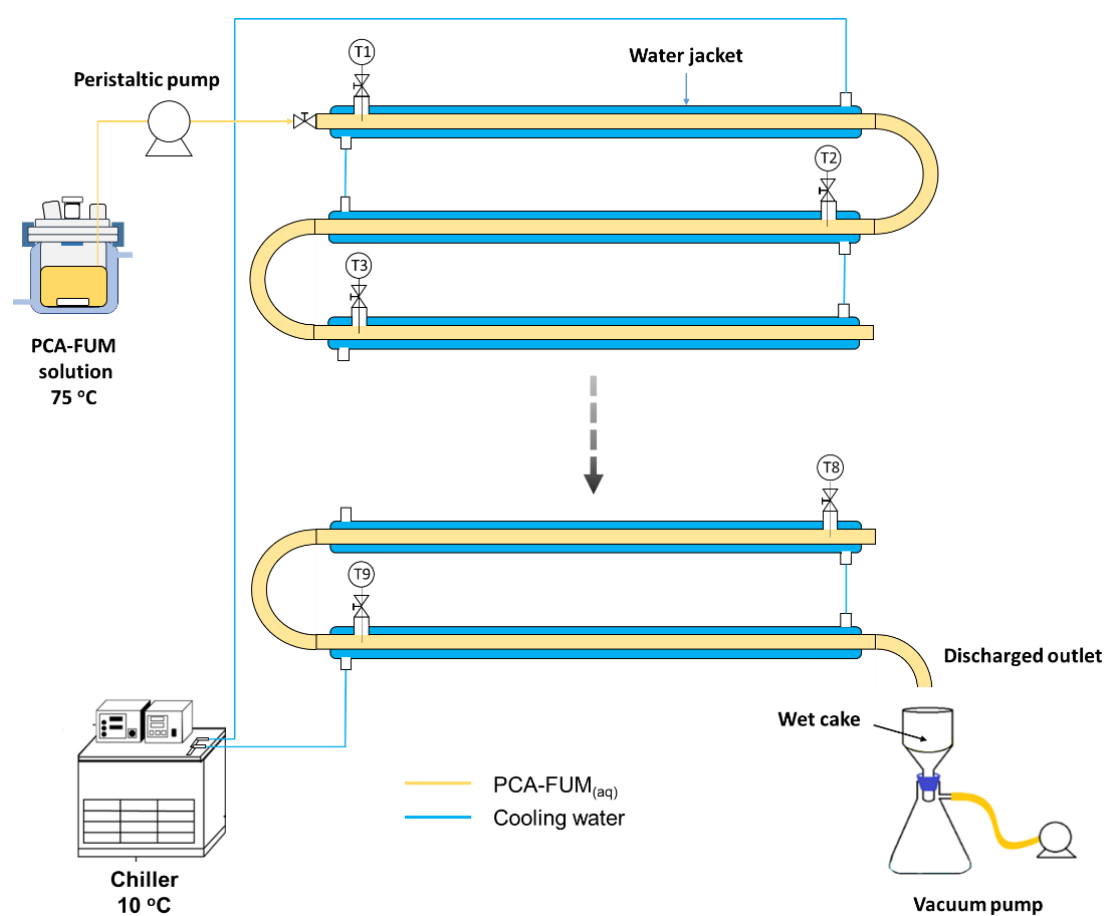 T1
Water jacket
Peristaltic pump
T2
T3
PCA-FUM
solution
75 °C
T8
T9
Discharged outlet
Wet cake
PCA-FUM(aq)
Cooling water
Chiller
10 °C
Vacuum pump